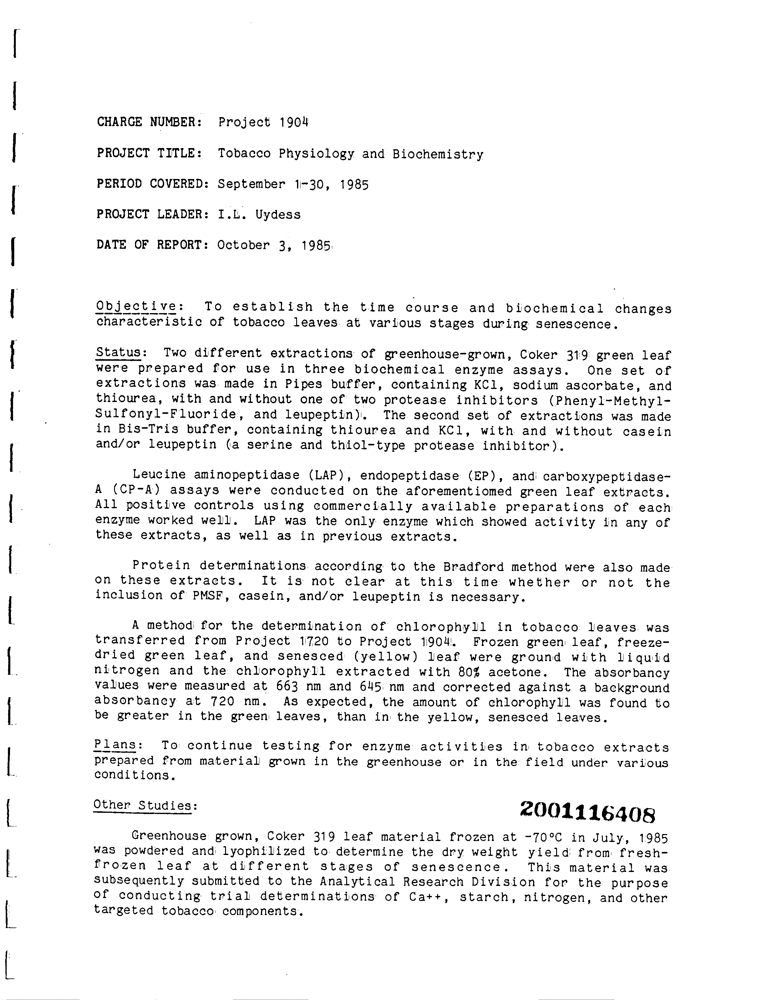 CHARGE NUMBER: Project 1904
PROJECT TITLE: Tobacco Physiology and Biochemistry
PERIOD COVERED: September 1-30, 1985
PROJECT LEADER: I.L. Uydess
DATE OF REPORT: October 3, 1985
Objective: To establish the time course and biochemical changes
characteristic of tobacco leaves at various stages during senescence.
Status: Two different extractions of greenhouse-grown, Coker 319 green leaf
were prepared for use in three biochemical enzyme assays. One set of
extractions was made in Pipes buffer, containing KCl, sodium ascorbate, and
thiourea, with and without one of two protease inhibitors (Phenyl-Methyl-
Sulfonyl-Fluoride, and leupeptin). The second set of extractions was made
in Bis-Tris buffer, containing thiourea and KCl, with and without casein
and/or leupeptin (a serine and thiol-type protease inhibitor).
Leucine aminopeptidase (LAP), endopeptidase (EP), and carboxypeptidase-
A (CP-A) assays were conducted on the aforementiomed green leaf extracts.
All positive controls using commercially available preparations of each
enzyme worked well. LAP was the only enzyme which showed activity in any of
these extracts, as well as in previous extracts.
Protein determinations according to the Bradford method were also made
on these extracts. It is not clear at this time whether or not the
inclusion of PMSF, casein, and/or leupeptin is necessary.
A method for the determination of chlorophyll in tobacco leaves was
transferred from Project 1720 to Project 1904. Frozen green leaf, freeze-
dried green leaf, and senesced (yellow) leaf were ground with liquid
nitrogen and the chlorophyll extracted with 80% acetone. The absorbancy
values were measured at 663 nm and 645 nm and corrected against a background
absorbancy at 720 nm. As expected, the amount of chlorophyll was found to
be greater in the green leaves, than in the yellow, senesced leaves.
Plans: To continue testing for enzyme activities in tobacco extracts
prepared from material grown in the greenhouse or in the field under various
conditions.
Other Studies:
2001116408
Greenhouse grown, Coker 319 leaf material frozen at -70°C in July, 1985
was powdered and lyophilized to determine the dry weight yield from fresh-
frozen leaf at different stages of senescence. This material was
subsequently submitted to the Analytical Research Division for the purpose
of conducting trial determinations of Ca++, starch, nitrogen, and other
targeted tobacco components.